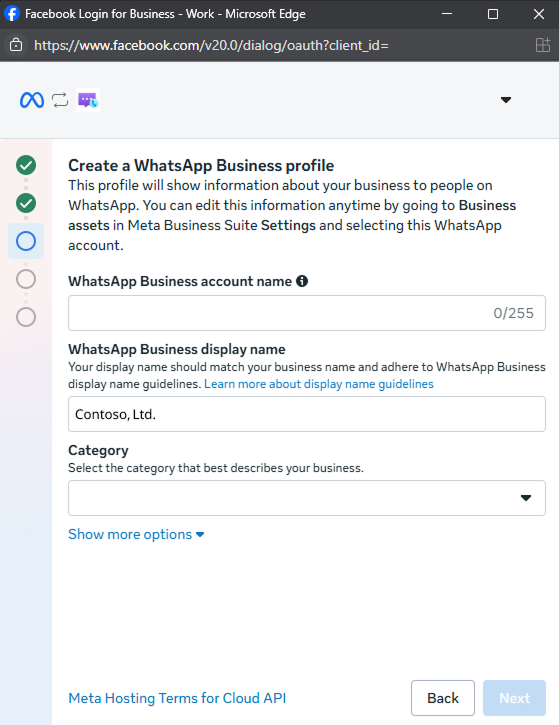 Facebook Login for Business - Work - Microsoft Edge
https://www.facebook.com/v20.0/dialog/oauth?client_id=
Create a WhatsApp Business profile
This profile will show information about your business to people on
WhatsApp. You can edit this information anytime by going to Business
assets in Meta Business Suite Settings and selecting this WhatsApp
account.
WhatsApp Business account name
0/255
WhatsApp Business display name
Your display name should match your business name and adhere to WhatsApp Business
display name guidelines. Learn more about display name guidelines
Contoso, Ltd.
Category
Select the category that best describes your business.
Show more options
Meta Hosting Terms for Cloud API
Back
Next